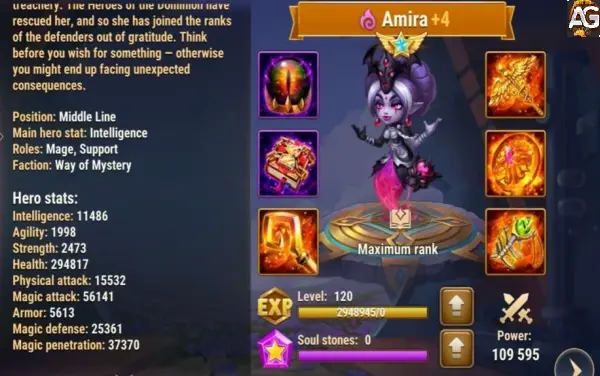 treachery. The Heroes of the Dominion have
rescued her, and so she has joined the ranks
of the defenders out of gratitude. Think
before you wish for something — otherwise
you might end up facing unexpected
consequences.
Position: Middle Line
Main hero stat: Intelligence
Roles: Mage, Support
Faction: Way of Mystery
Hero stats:
Intelligence: 11486
Agility: 1998
Strength: 2473
Health: 294817
Physical attack: 15532
Magic attack: 56141
Armor: 5613
Magic defense: 25361
Magic penetration: 37370
Amira +4
AG
Maximum rank
EXP
Level: 120
2948945/0
Soul stones: 0
Power:
109 595